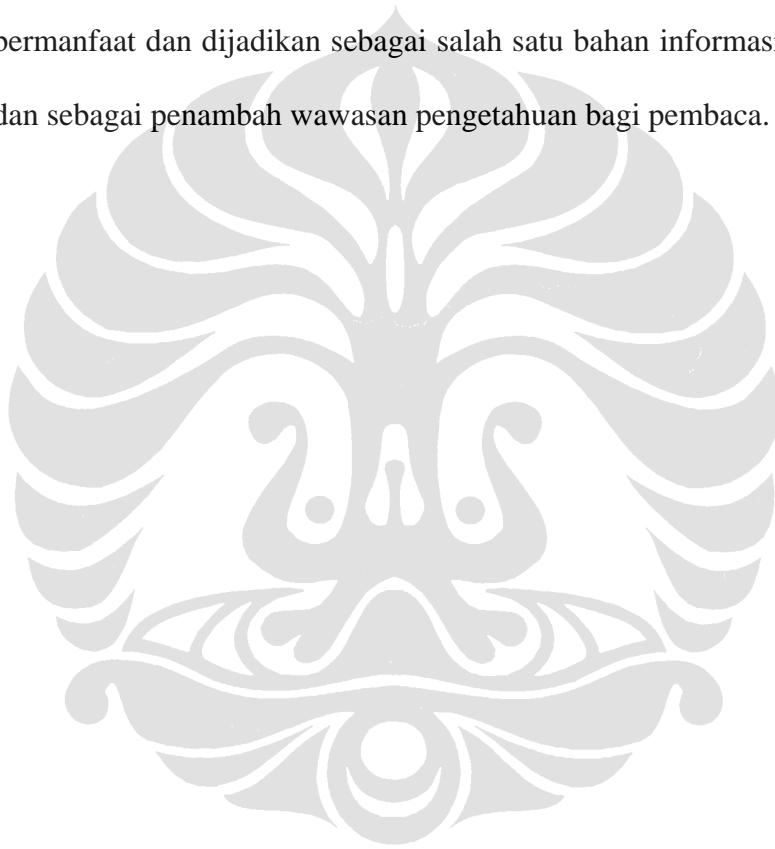 bermanfaat dan dijadikan sebagai salah satu bahan informasi
dan sebagai penambah wawasan pengetahuan bagi pembaca.